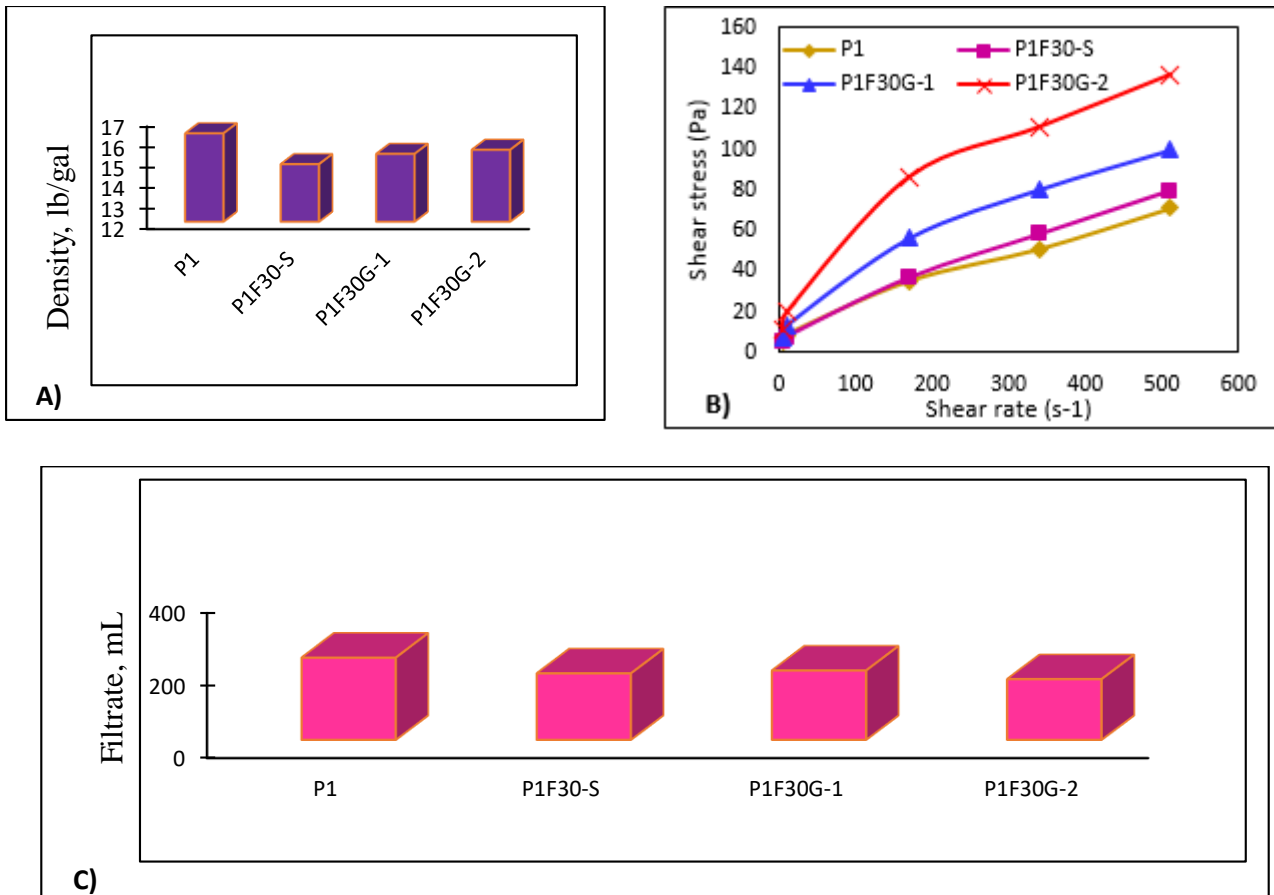 Density, lb/gal
17
16
15
14
13
12
P1
P1F30-S
P1F30G-1
P1F30G-2
A)
Shear stress (Pa)
160
140
120
100
80
60
40
20
0
P1
P1F30-S
P1F30G-1
P1F30G-2
0 100 200 300 400 500 600
Shear rate (s-1)
B)
Filtrate, mL
400
200
0
P1 P1F30-S P1F30G-1 P1F30G-2
C)